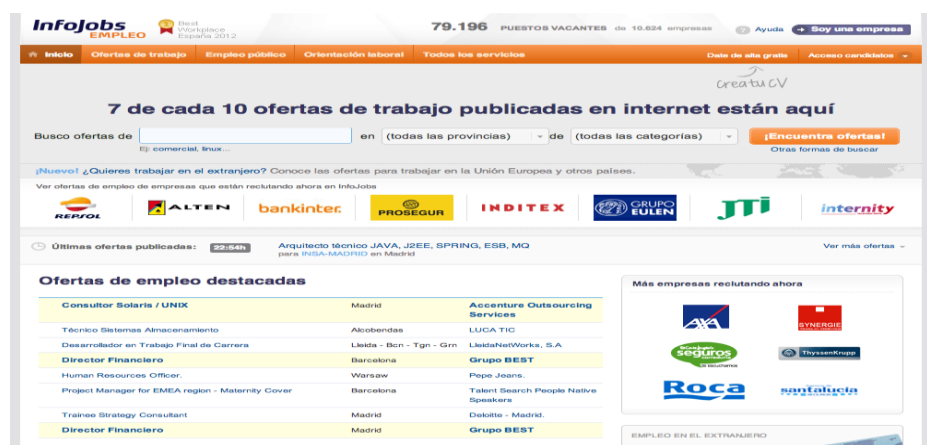 InfoJobs
EMPLEO
Best
Workplace
España 2012
79.196 PUESTOS VACANTES de 10.624 empresas
Ayuda
Soy una empresa
Inicio Ofertas de trabajo Empleo público Orientación laboral Todos los servicios Date de alta gratis Acceso candidatos
Crea tu CV
7 de cada 10 ofertas de trabajo publicadas en internet están aquí
Busco ofertas de en (todas las provincias) de (todas las categorías) ¡Encuentra ofertas!
Ej: comercial, linux...
Otras formas de buscar
¡Nuevo! ¿Quieres trabajar en el extranjero? Conoce las ofertas para trabajar en la Unión Europea y otros países.
Ver ofertas de empleo de empresas que están reclutando ahora en InfoJobs
REPSOL ALTEN bankinter. PROSEGUR INDITEX GRUPO EULEN JTi internity
Últimas ofertas publicadas: 22:54h Arquitecto técnico JAVA, J2EE, SPRING, ESB, MQ Ver más ofertas
para INSA-MADRID en Madrid
Ofertas de empleo destacadas
Consultor Solaris / UNIX Madrid Accenture Outsourcing Services
Técnico Sistemas Almacenamiento Alcobendas LUCA TIC
Desarrollador en Trabajo Final de Carrera Lleida - Bcn - Tgn - Grn LleidaNetWorks, S.A
Director Financiero Barcelona Grupo BEST
Human Resources Officer. Warsaw Pepe Jeans.
Project Manager for EMEA region - Maternity Cover Barcelona Talent Search People Native Speakers
Trainee Strategy Consultant Madrid Deloitte - Madrid.
Director Financiero Madrid Grupo BEST
Más empresas reclutando ahora
AXA SYNERGIE
seguros ThyssenKrupp
Roca santalucía
EMPLEO EN EL EXTRANJERO